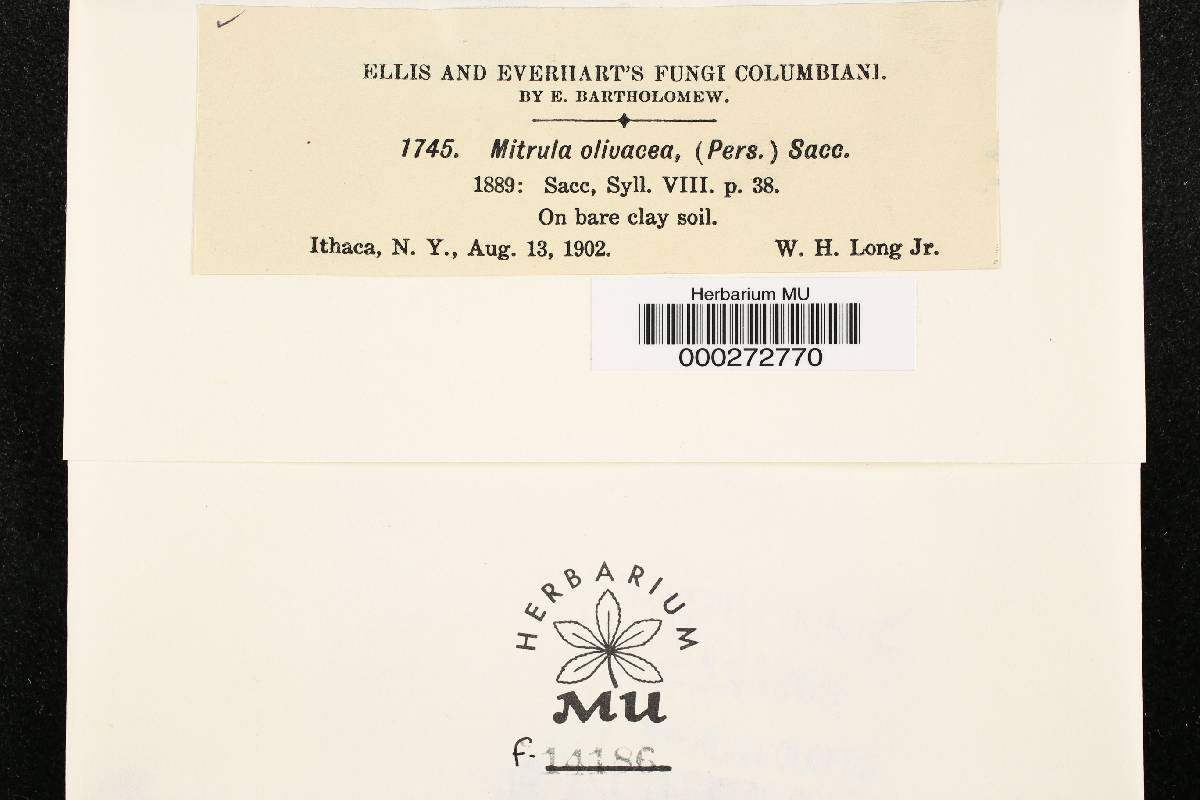 ELLIS AND EVERHART'S FUNGI COLUMBIANI.
BY E. BARTHOLOMEW.
1745. Mitrula olivacea, (Pers.) Sacc.
1889: Sacc, Syll. VIII. p. 38.
On bare clay soil.
Ithaca, N. Y., Aug. 13, 1902. W. H. Long Jr.
Herbarium MU
000272770
HERBARIUM
MU
f. 14186